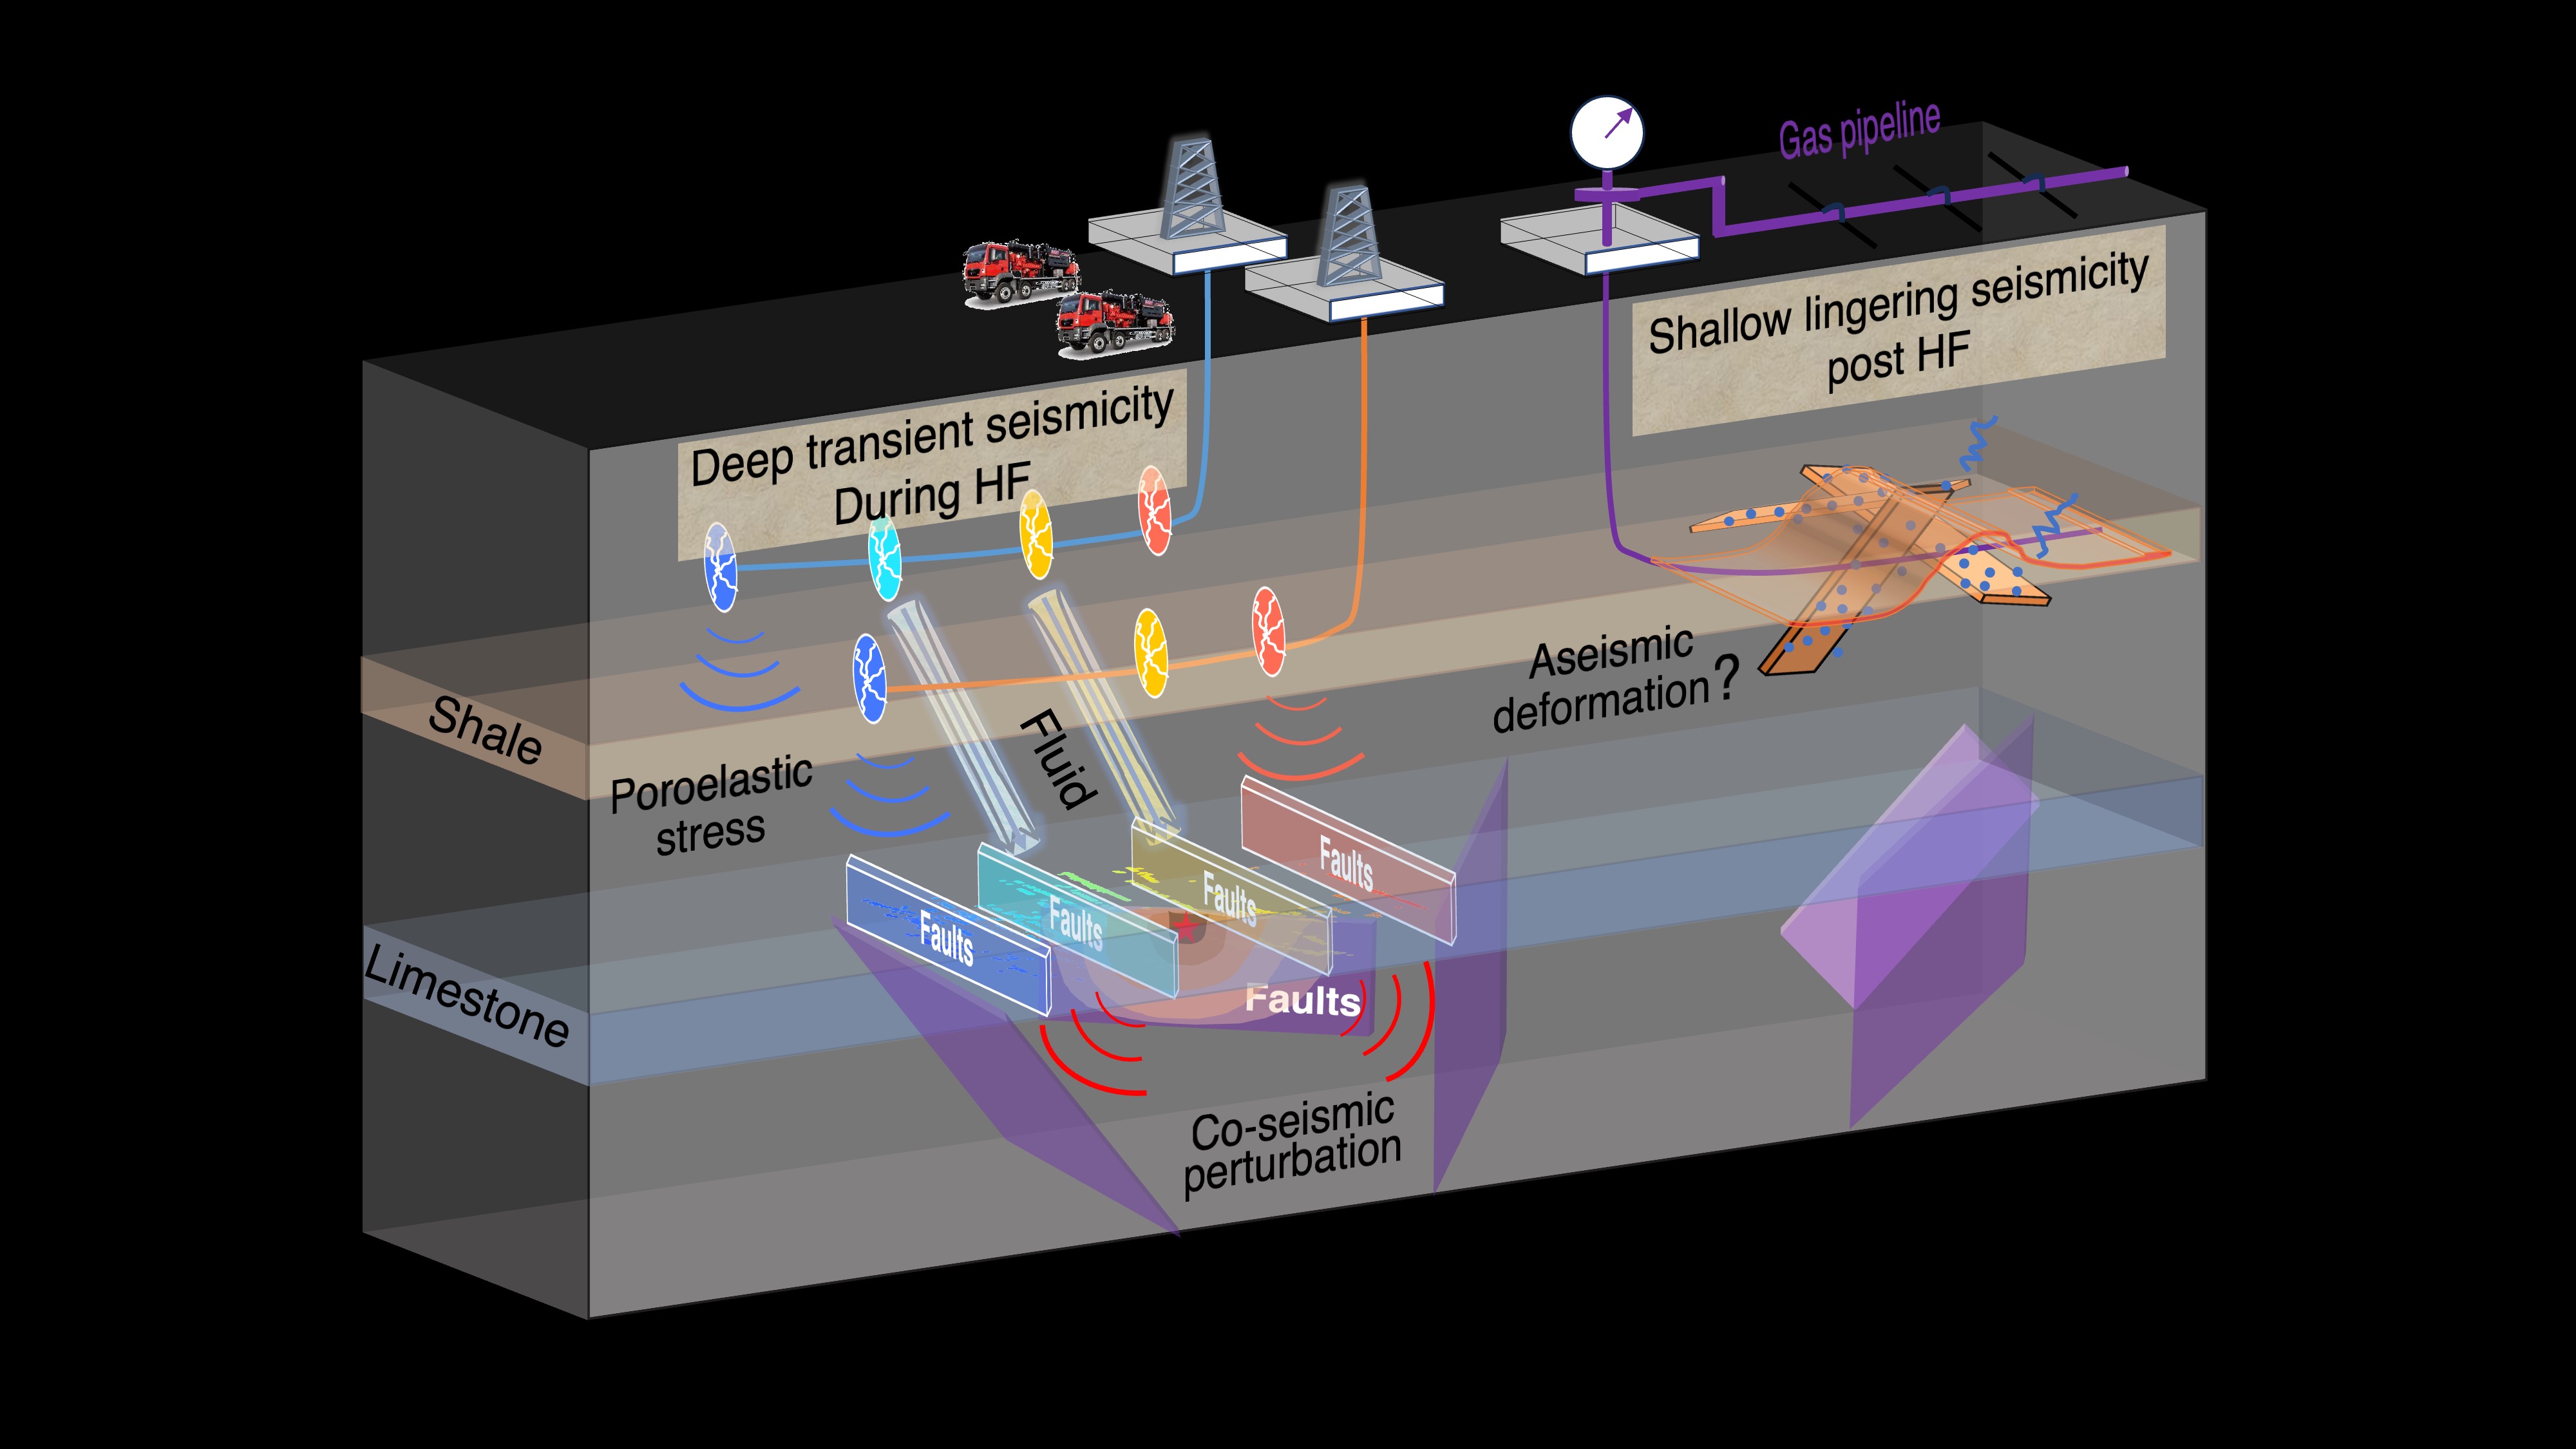 Gas pipeline
Shallow lingering seismicity
post HF
Deep transient seismicity
During HF
Shale
Poroelastic
stress
Fluid
Aseismic
deformation?
Limestone
Faults
Faults
Faults
Faults
Faults
Co-seismic
perturbation